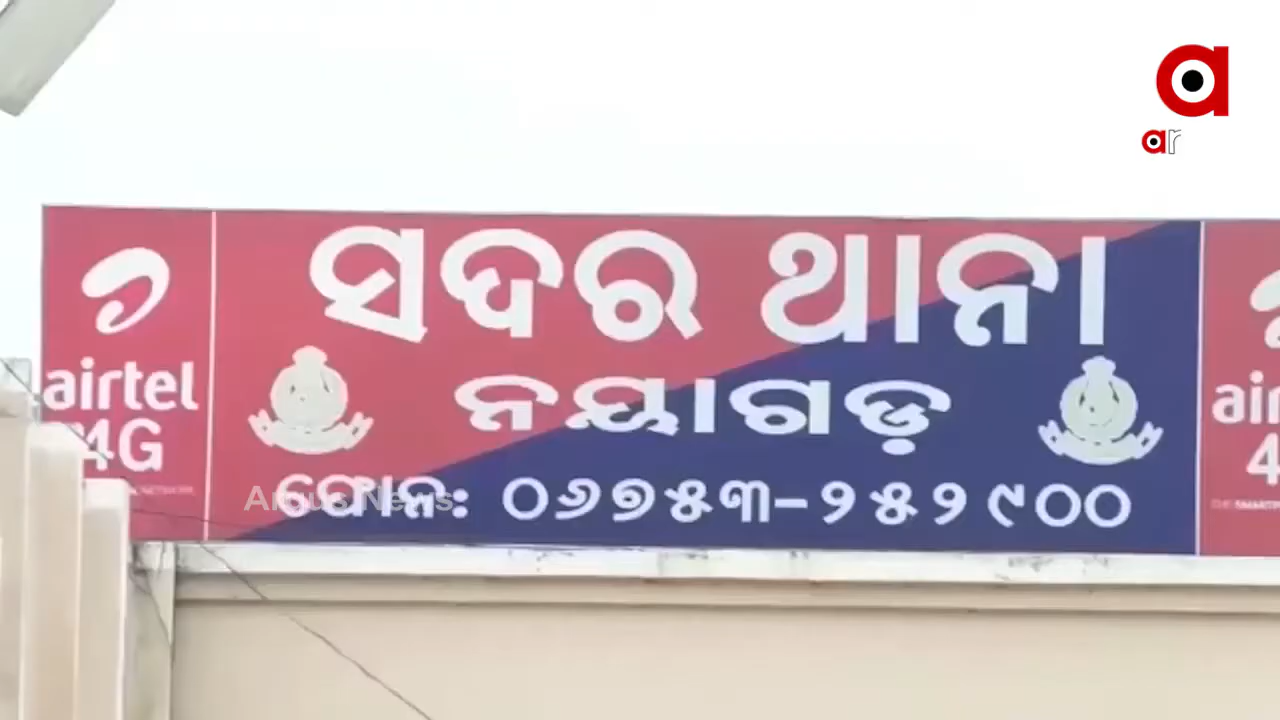 ସଦର ଥାନା
ନୟାଗଡ଼
ଫୋନ: ୦୬୭୫୩-୨୫୨୯୦୦
airtel
4G
Argus News